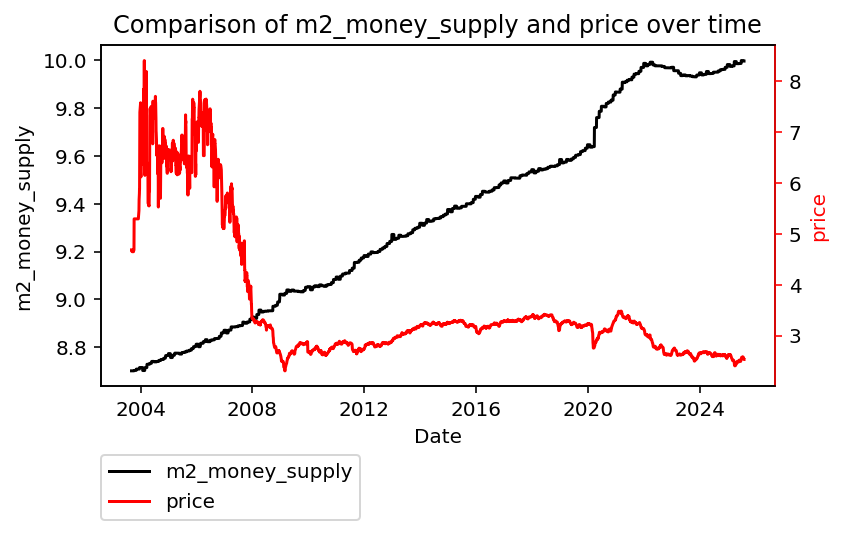 Comparison of m2_money_supply and price over time
10.0
9.8
9.6
9.4
9.2
9.0
8.8
m2_money_supply
8
7
6
5
4
3
price
2004 2008 2012 2016 2020 2024
Date
m2_money_supply
price